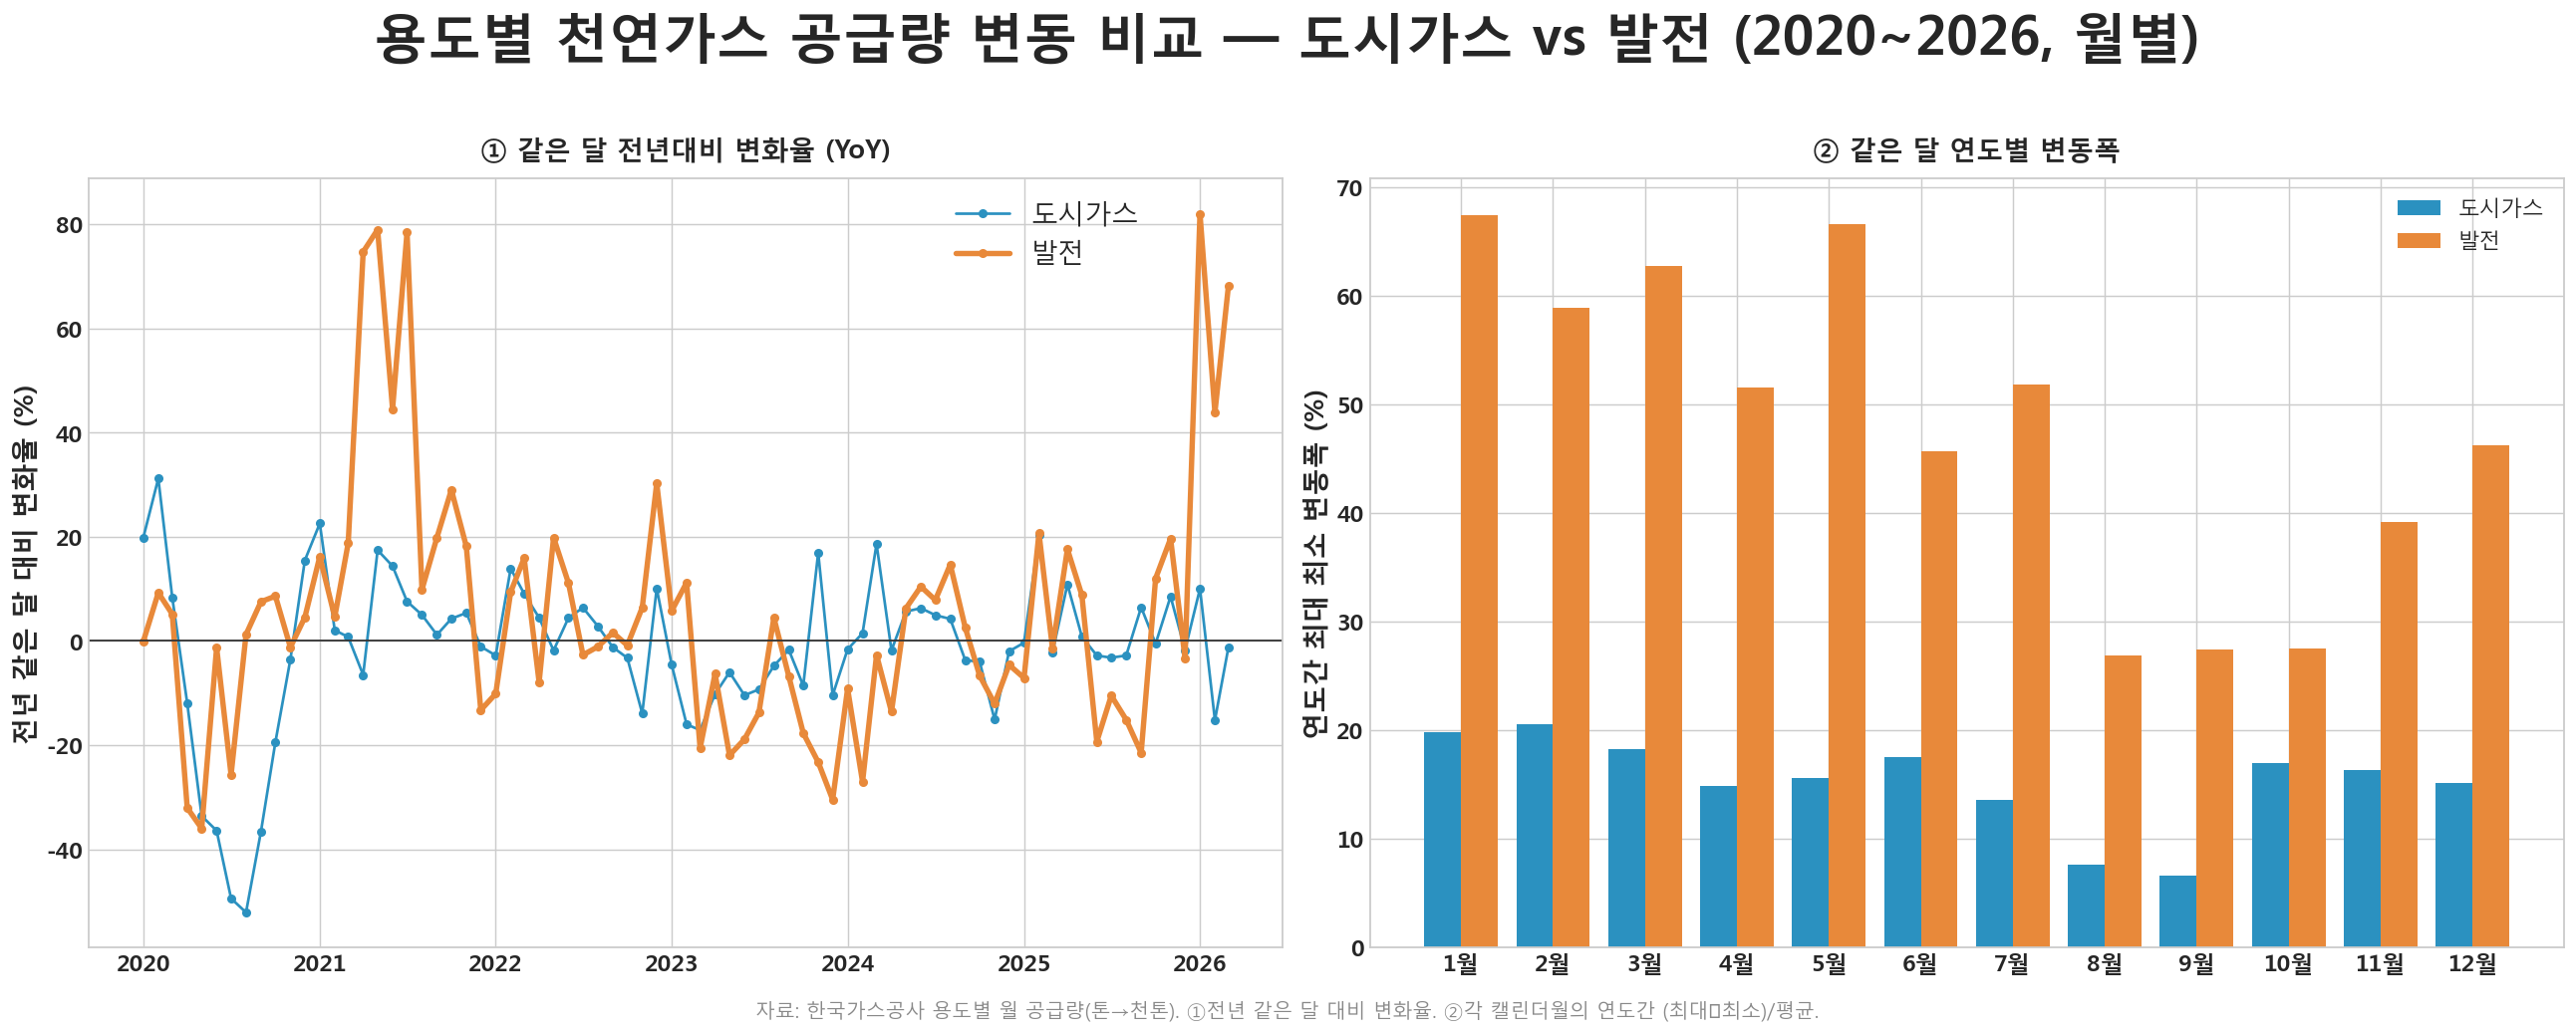 용도별 천연가스 공급량 변동 비교 — 도시가스 vs 발전 (2020~2026, 월별)
① 같은 달 전년대비 변화율 (YoY)
전년 같은 달 대비 변화율 (%)
80
60
40
20
0
-20
-40
도시가스
발전
2020 2021 2022 2023 2024 2025 2026
② 같은 달 연도별 변동폭
연도간 최대 최소 변동폭 (%)
70
60
50
40
30
20
10
0
도시가스
발전
1월 2월 3월 4월 5월 6월 7월 8월 9월 10월 11월 12월
자료: 한국가스공사 용도별 월 공급량(톤→천톤). ①전년 같은 달 대비 변화율. ②각 캘린더월의 연도간 (최대▯최소)/평균.